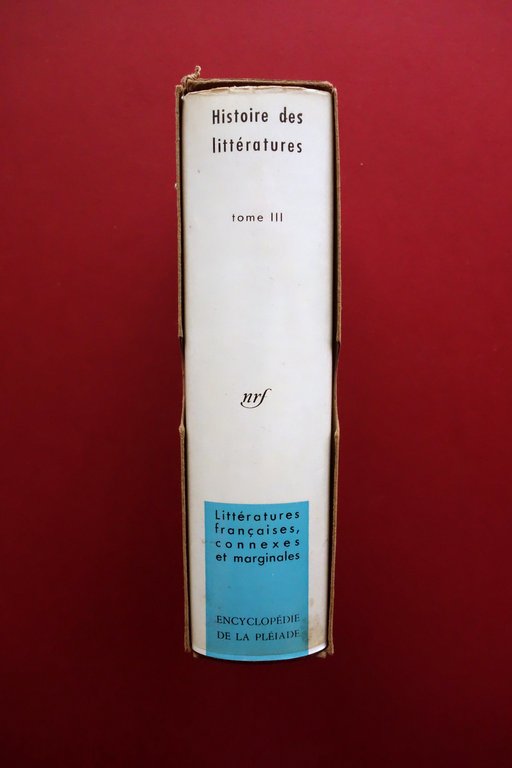 Histoire des
littératures
tome III
nrf
Littératures
françaises,
connexes
et marginales
ENCYCLOPÉDIE
DE LA PLÉIADE